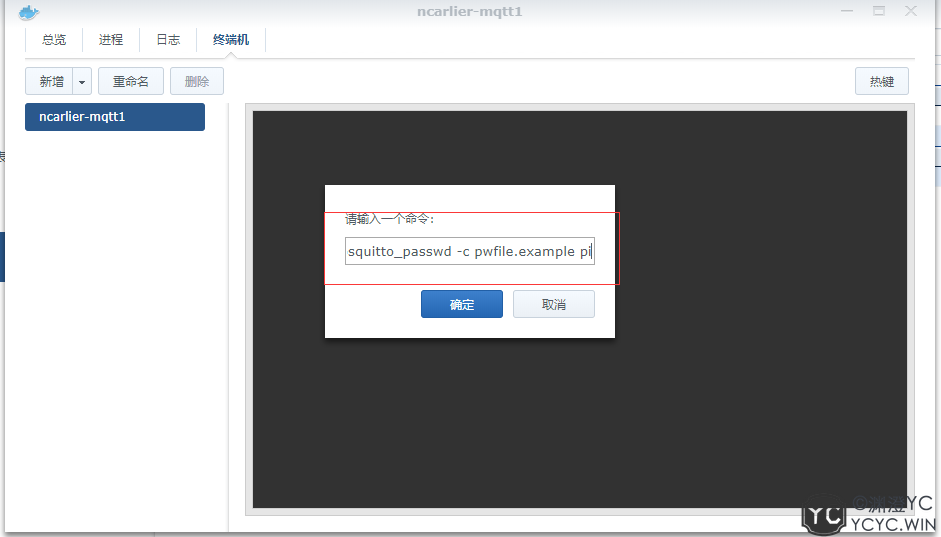 ncarlier-mqtt1
总览 进程 日志 终端机
新增 重命名 删除 热键
ncarlier-mqtt1
请输入一个命令:
squitto_passwd -c pwfile.example pi
确定 取消
©渊澄YC
YC YCYC.WIN